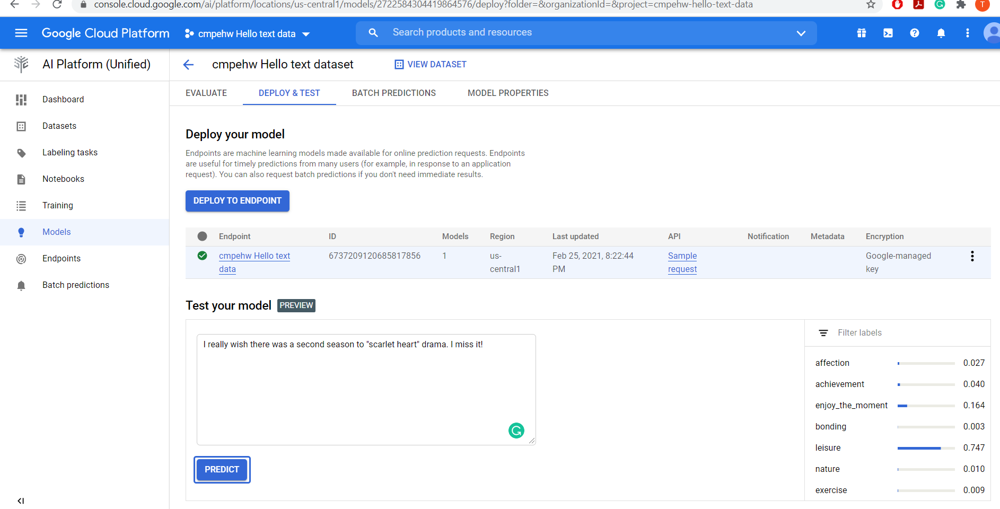 console.cloud.google.com/ai/platform/locations/us-central1/models/2722584304419864576/deploy?folder=&organizationId=&project=cmpehw-hello-text-data
T
Google Cloud Platform
cmpehw Hello text data
Search products and resources
AI Platform (Unified)
cmpehw Hello text dataset
VIEW DATASET
EVALUATE
DEPLOY & TEST
BATCH PREDICTIONS
MODEL PROPERTIES
Dashboard
Datasets
Labeling tasks
Notebooks
Training
Models
Endpoints
Batch predictions
Deploy your model
Endpoints are machine learning models made available for online prediction requests. Endpoints
are useful for timely predictions from many users (for example, in response to an application
request). You can also request batch predictions if you don't need immediate results.
DEPLOY TO ENDPOINT
Endpoint ID Models Region Last updated API Notification Metadata Encryption
cmpehw Hello text 6737209120685817856 1 us- Feb 25, 2021, 8:22:44 Sample Google-managed
data central1 PM request key
Test your model PREVIEW
I really wish there was a second season to "scarlet heart" drama. I miss it!
PREDICT
Filter labels
affection 0.027
achievement 0.040
enjoy_the_moment 0.164
bonding 0.003
leisure 0.747
nature 0.010
exercise 0.009